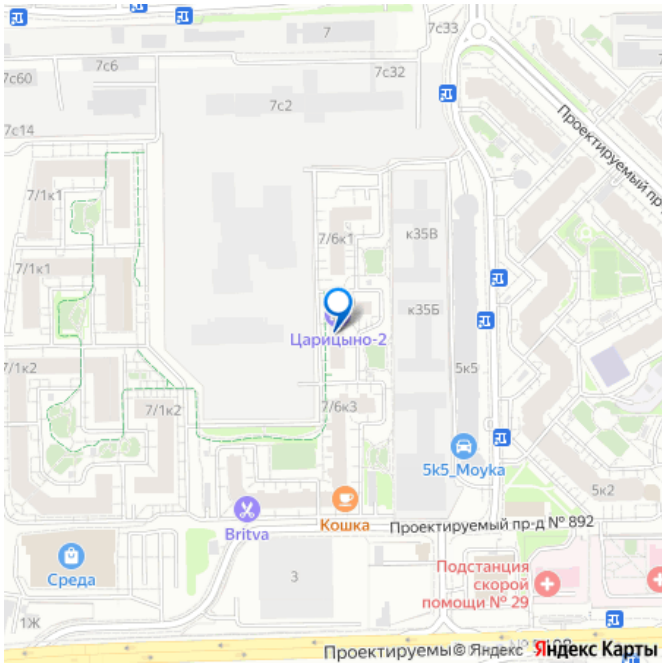 7с33
7
7с6
7с60
7с32
7с2
7с14
Проектируемый пр-
7/1к1
7/6к1
к35В
7/1к1
к35Б
Царицыно-2
7/1к2
5к5
7/1к2
7/6к3
5k5_Moyka
5к2
Britva
Кошка
Проектируемый пр-д № 892
Среда
3
Подстанция
скорой
помощи № 29
1Ж
Проектируемы © Яндекс Яндекс Карты